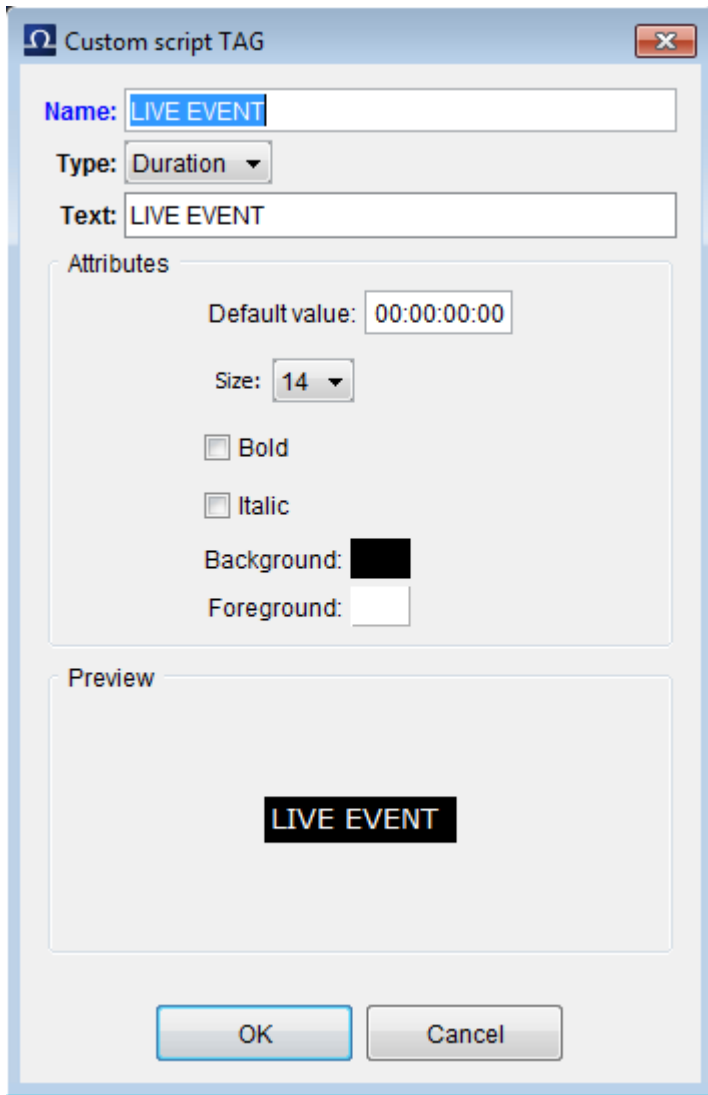 Ω Custom script TAG
Name: LIVE EVENT
Type: Duration
Text: LIVE EVENT
Attributes
Default value: 00:00:00:00
Size: 14
Bold
Italic
Background:
Foreground:
Preview
LIVE EVENT
OK Cancel